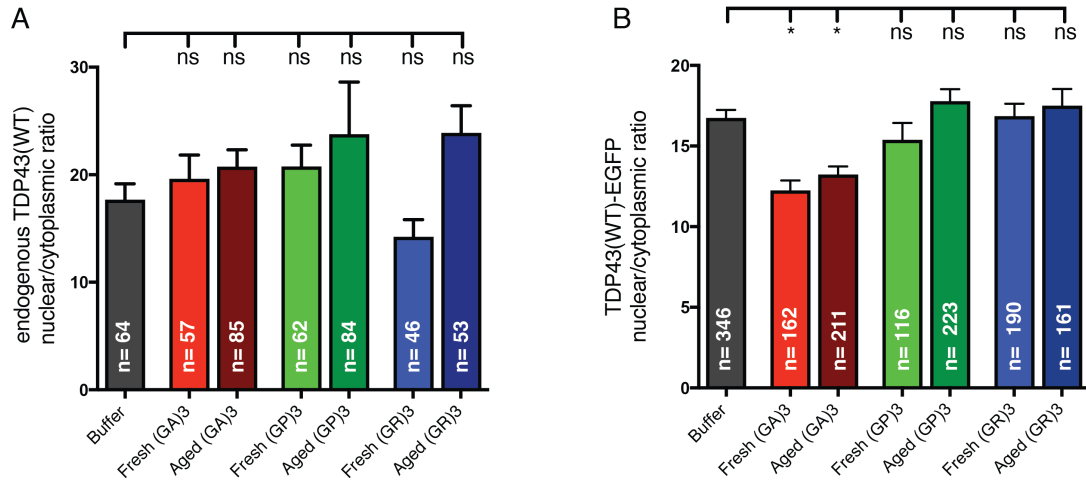 A
ns ns ns ns ns ns
endogenous TDP43(WT)
nuclear/cytoplasmic ratio
30
20
10
0
n= 64
n= 57
n= 85
n= 62
n= 84
n= 46
n= 53
Buffer
Fresh (GA)3
Aged (GA)3
Fresh (GP)3
Aged (GP)3
Fresh (GR)3
Aged (GR)3
B
* * ns ns ns ns
TDP43(WT)-EGFP
nuclear/cytoplasmic ratio
20
15
10
5
0
n= 346
n= 162
n= 211
n= 116
n= 223
n= 190
n= 161
Buffer
Fresh (GA)3
Aged (GA)3
Fresh (GP)3
Aged (GP)3
Fresh (GR)3
Aged (GR)3